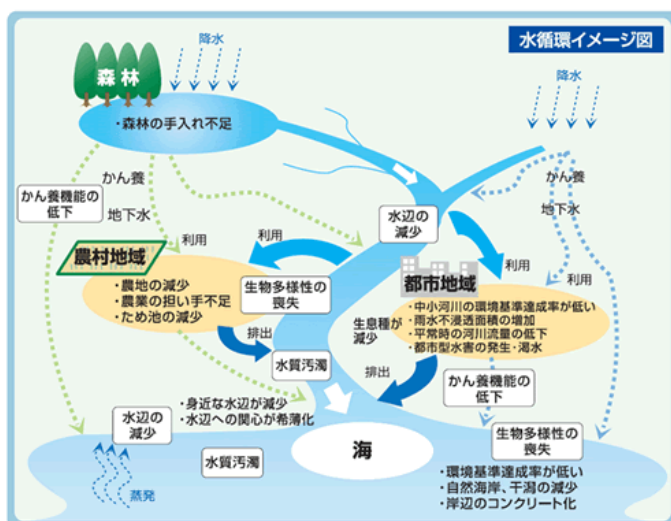 水循環イメージ図
降水
降水
森林
・森林の手入れ不足
かん養
かん養機能の
低下
地下水
かん養
地下水
水辺の
減少
利用
利用
利用
農村地域
・農地の減少
・農業の担い手不足
・ため池の減少
生物多様性の
喪失
都市地域
・中小河川の環境基準達成率が低い
・雨水不浸透面積の増加
・平常時の河川流量の低下
・都市型水害の発生・渇水
生息種が
減少
排出
水質汚濁
排出
かん養機能の
低下
・身近な水辺が減少
・水辺への関心が希薄化
水辺の
減少
水質汚濁
海
生物多様性の
喪失
・環境基準達成率が低い
・自然海岸、干潟の減少
・岸辺のコンクリート化
蒸発